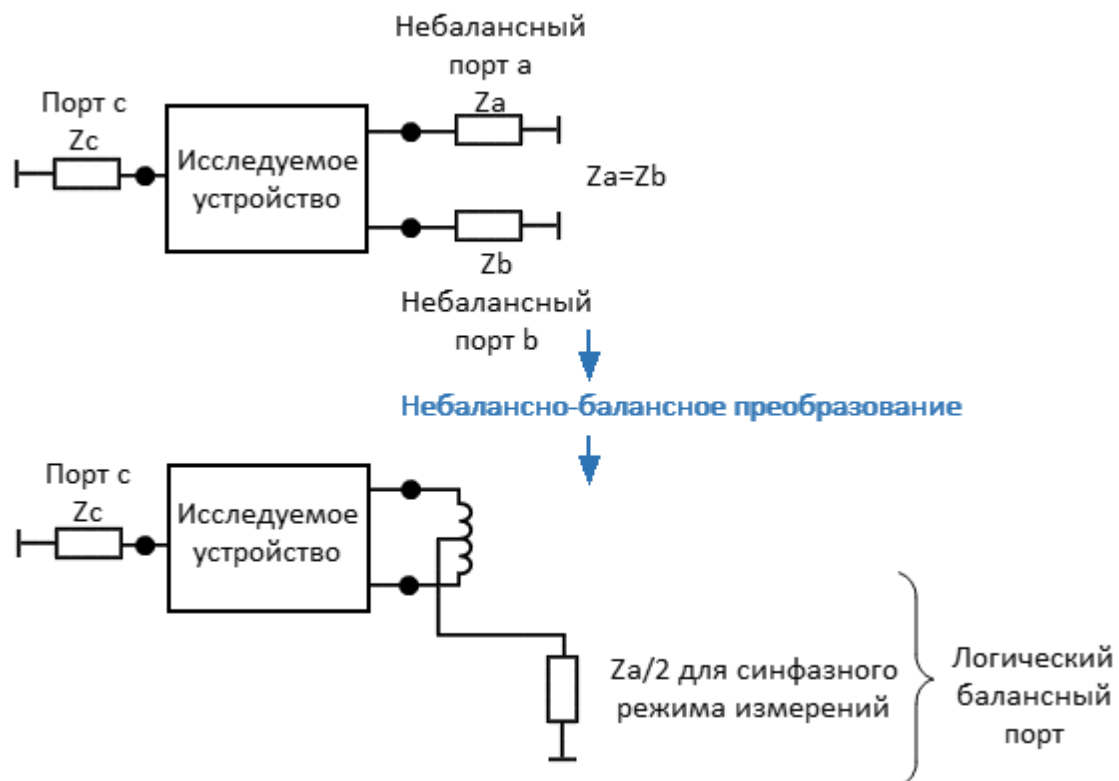 Небалансный
порт a
Za
Порт c
Zc
Исследуемое
устройство
Za=Zb
Zb
Небалансный
порт b
Небалансно-балансное преобразование
Порт c
Zc
Исследуемое
устройство
Za/2 для синфазного
режима измерений
Логический
балансный
порт